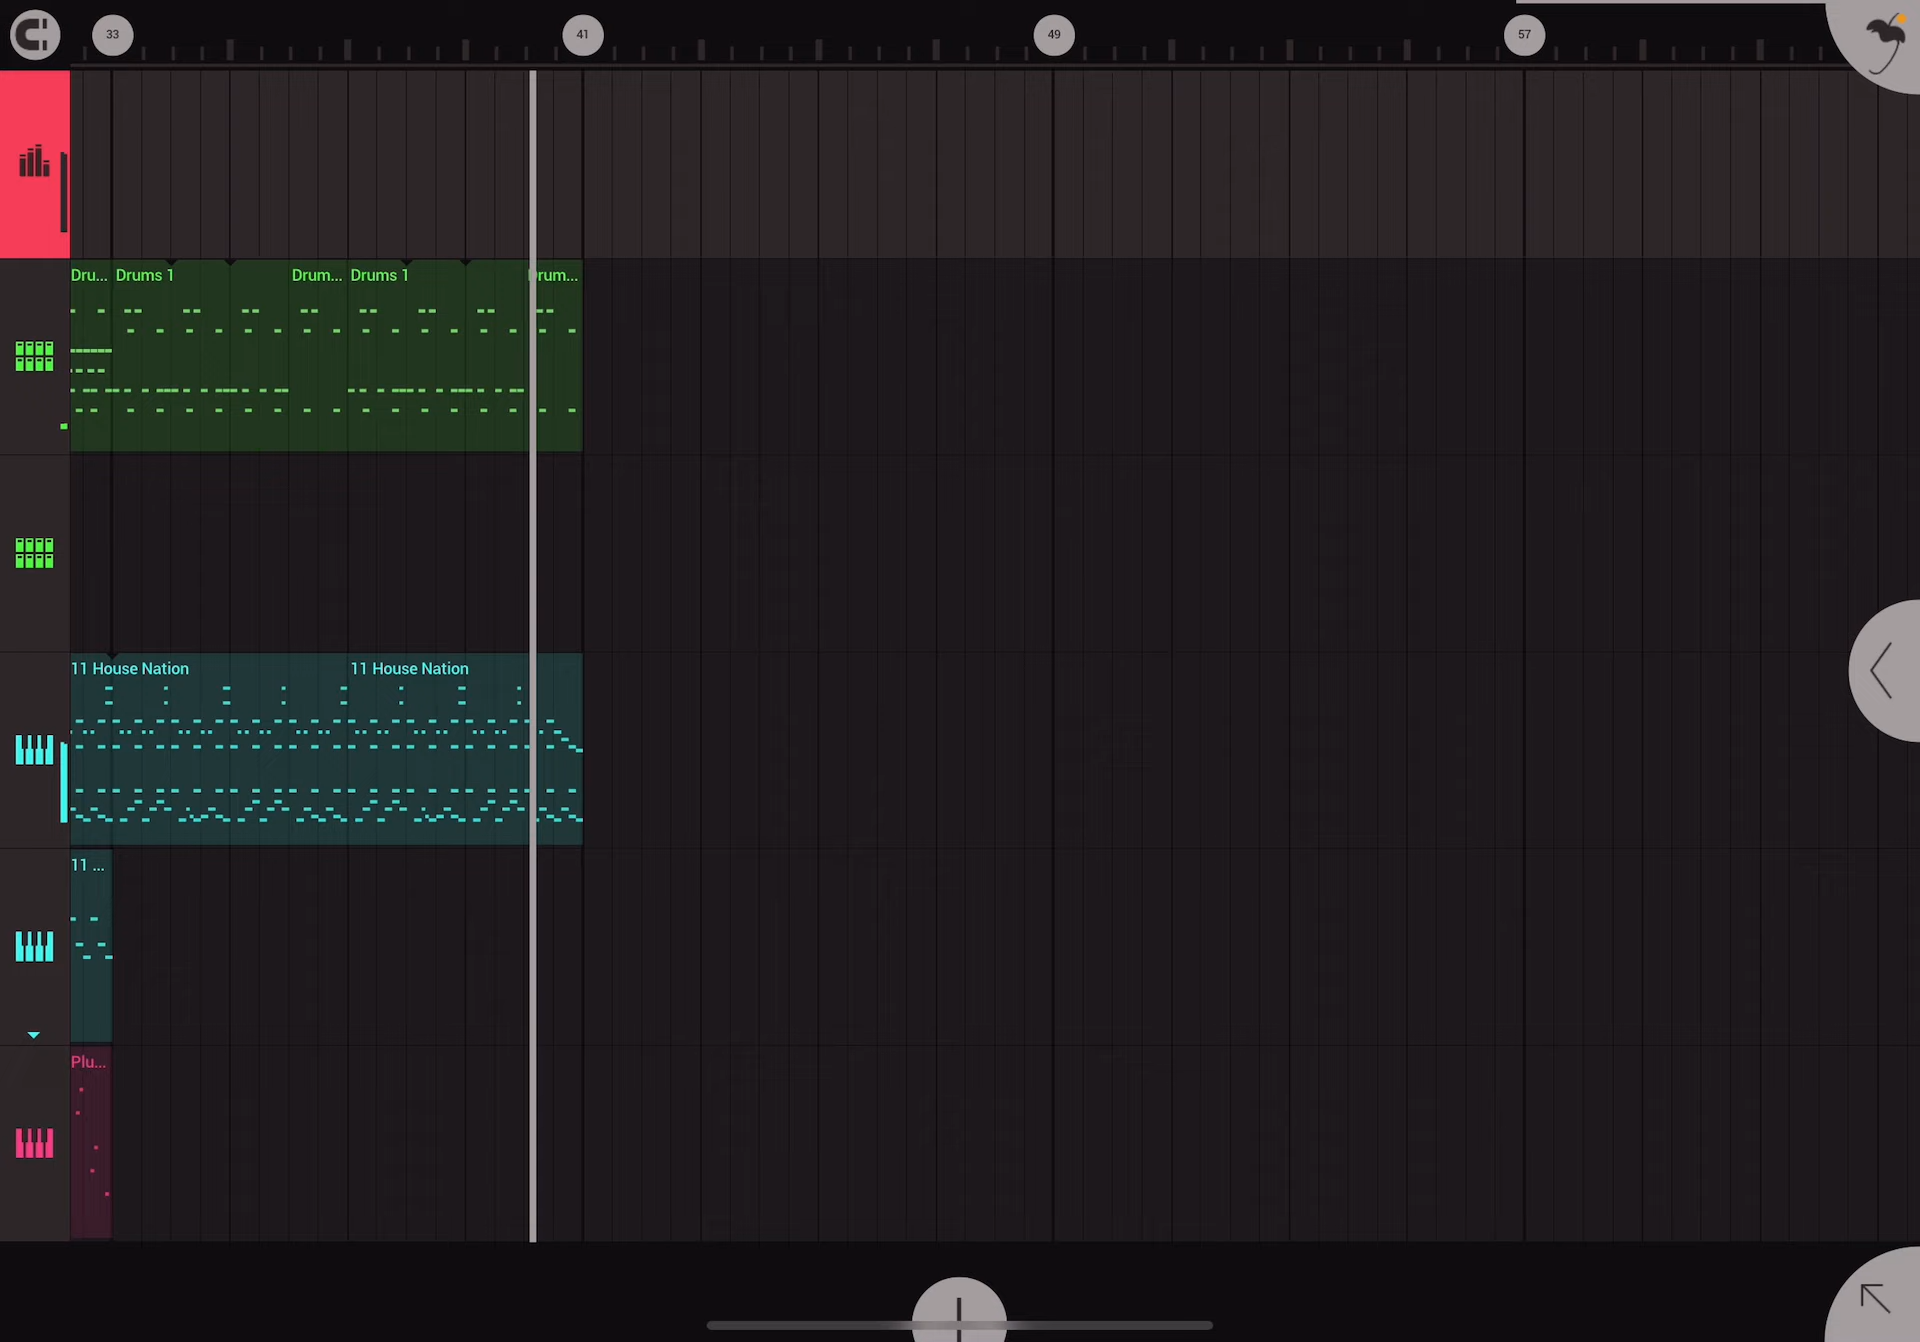 33
41
49
57
Dru...
Drums 1
Drum...
Drums 1
rum...
11 House Nation
11 House Nation
11 ...
Plu...